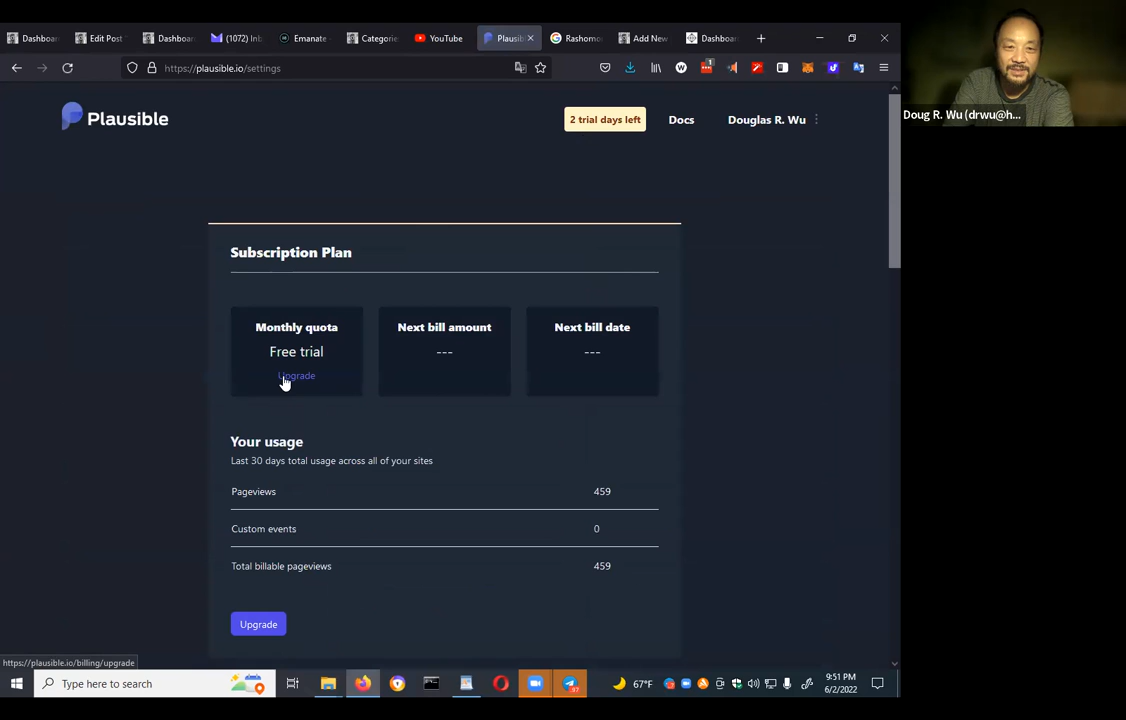 Dashboar
Edit Post
Dashboar
(1072) Inb
Emanate
Categorie
YouTube
Plausib
Rashomo
Add New
Dashboar
https://plausible.io/settings
1
Plausible
2 trial days left
Docs
Douglas R. Wu
Doug R. Wu (drwu@h...
Subscription Plan
Monthly quota
Next bill amount
Next bill date
Free trial
---
---
Upgrade
Your usage
Last 30 days total usage across all of your sites
Pageviews
459
Custom events
0
Total billable pageviews
459
Upgrade
https://plausible.io/billing/upgrade
Type here to search
97
67°F
9:51 PM
6/2/2022